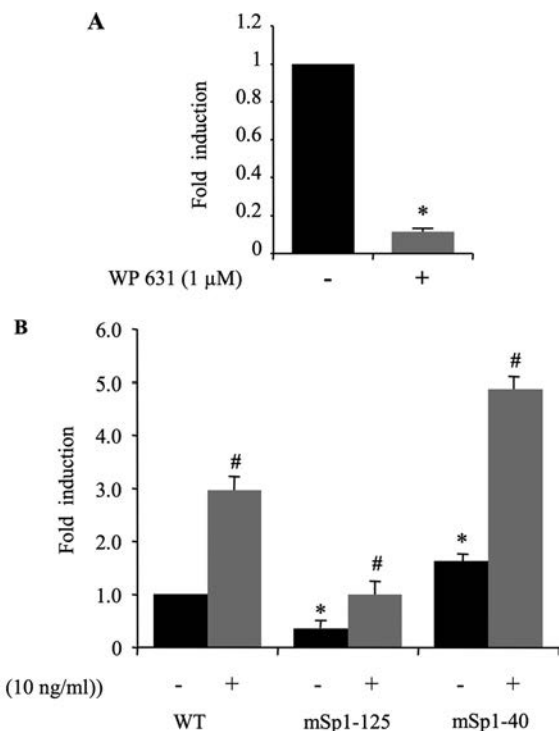 A
1.2
1
0.8
0.6
0.4
0.2
0
Fold induction
*
WP 631 (1 µM) - +
B
6.0
5.0
4.0
3.0
2.0
1.0
0
Fold induction
#
*
#
*
#
(10 ng/ml)) - + - + - +
WT mSp1-125 mSp1-40